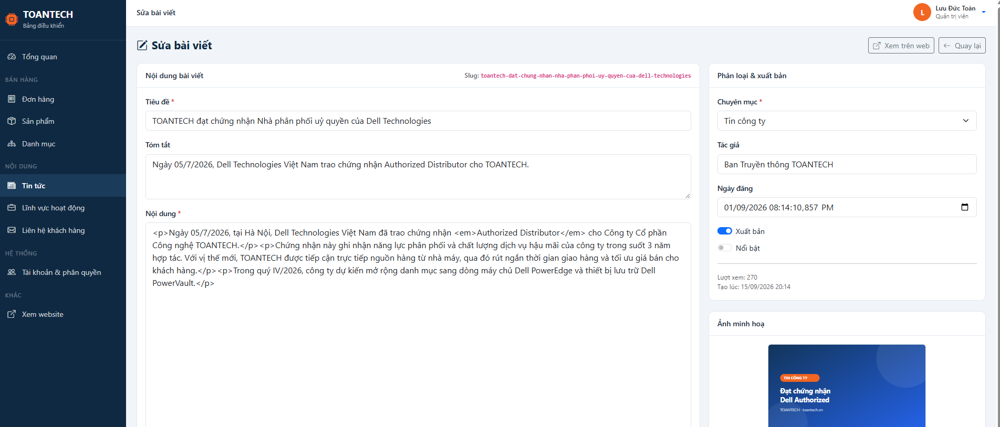 TOANTECH
Bảng điều khiển
Tổng quan
BÁN HÀNG
Đơn hàng
Sản phẩm
Danh mục
NỘI DUNG
Tin tức
Lĩnh vực hoạt động
Liên hệ khách hàng
HỆ THỐNG
Tài khoản & phân quyền
KHÁC
Xem website
Sửa bài viết
L
Lưu Đức Toàn
Quản trị viên
Sửa bài viết
Xem trên web
Quay lại
Nội dung bài viết
Slug: toantech-dat-chung-nhan-nha-phan-phoi-uy-quyen-cua-dell-technologies
Tiêu đề *
TOANTECH đạt chứng nhận Nhà phân phối uỷ quyền của Dell Technologies
Tóm tắt
Ngày 05/7/2026, Dell Technologies Việt Nam trao chứng nhận Authorized Distributor cho TOANTECH.
Nội dung *
<p>Ngày 05/7/2026, tại Hà Nội, Dell Technologies Việt Nam đã trao chứng nhận <em>Authorized Distributor</em> cho Công ty Cổ phần
Công nghệ TOANTECH.</p><p>Chứng nhận này ghi nhận năng lực phân phối và chất lượng dịch vụ hậu mãi của công ty trong suốt 3 năm
hợp tác. Với vị thế mới, TOANTECH được tiếp cận trực tiếp nguồn hàng từ nhà máy, qua đó rút ngắn thời gian giao hàng và tối ưu giá bán cho
khách hàng.</p><p>Trong quý IV/2026, công ty dự kiến mở rộng danh mục sang dòng máy chủ Dell PowerEdge và thiết bị lưu trữ Dell
PowerVault.</p>
Phân loại & xuất bản
Chuyên mục *
Tin công ty
Tác giả
Ban Truyền thông TOANTECH
Ngày đăng
01/09/2026 08:14:10,857 PM
Xuất bản
Nổi bật
Lượt xem: 270
Tạo lúc: 15/09/2026 20:14
Ảnh minh hoạ
TIN CÔNG TY
Đạt chứng nhận
Dell Authorized
TOANTECH · toantech.vn